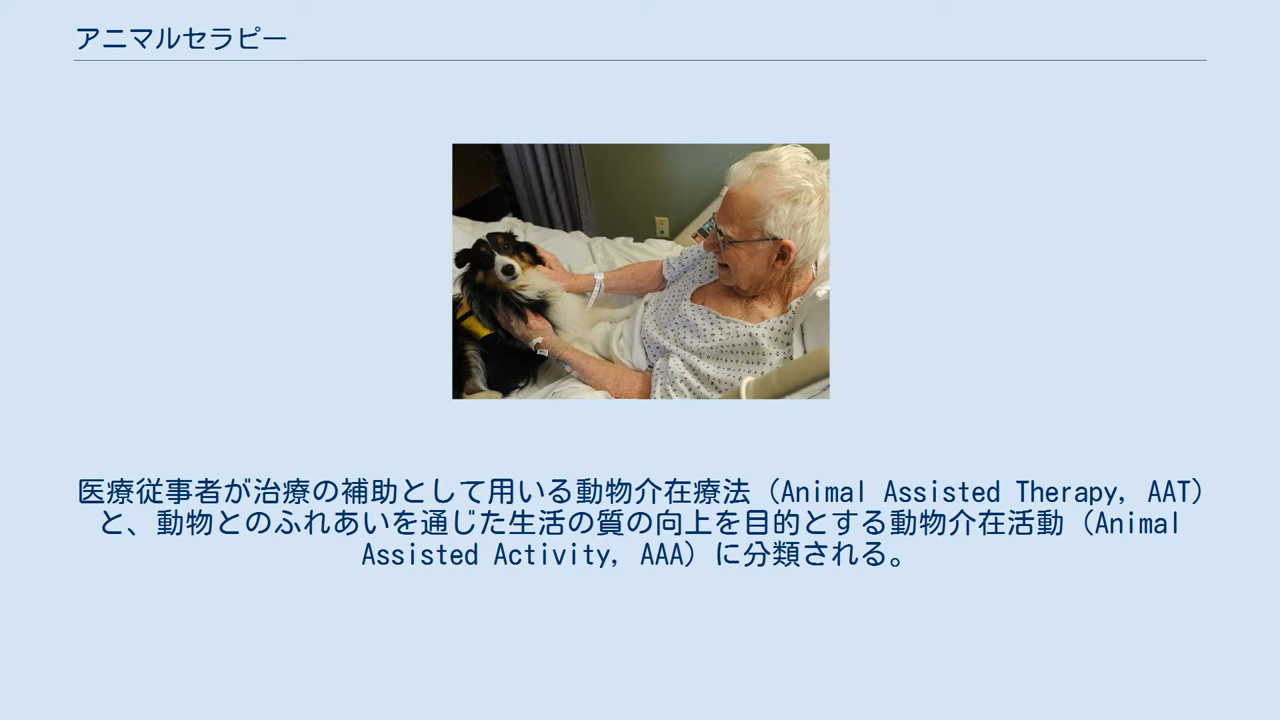 アニマルセラピー
医療従事者が治療の補助として用いる動物介在療法（Animal Assisted Therapy, AAT）
と、動物とのふれあいを通じた生活の質の向上を目的とする動物介在活動（Animal
Assisted Activity, AAA）に分類される。